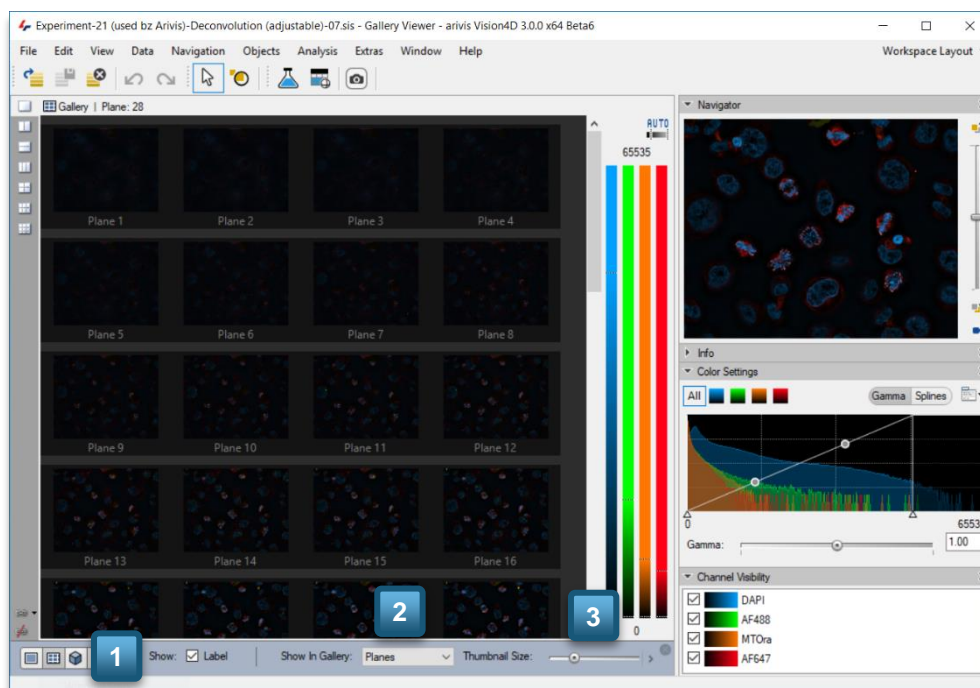 Experiment-21 (used bz Arivis)-Deconvolution (adjustable)-07.sis - Gallery Viewer - arivis Vision4D 3.0.0 x64 Beta6
File Edit View Data Navigation Objects Analysis Extras Window Help
Workspace Layout
Gallery | Plane: 28
Plane 1 Plane 2 Plane 3 Plane 4
Plane 5 Plane 6 Plane 7 Plane 8
Plane 9 Plane 10 Plane 11 Plane 12
Plane 13 Plane 14 Plane 15 Plane 16
AUTO
65535
0
Navigator
Info
Color Settings
All Gamma Splines
0 6553
Gamma: 1.00
Channel Visibility
DAPI
AF488
MTOra
AF647
1 2 3
Show: Label Show In Gallery: Planes Thumbnail Size: